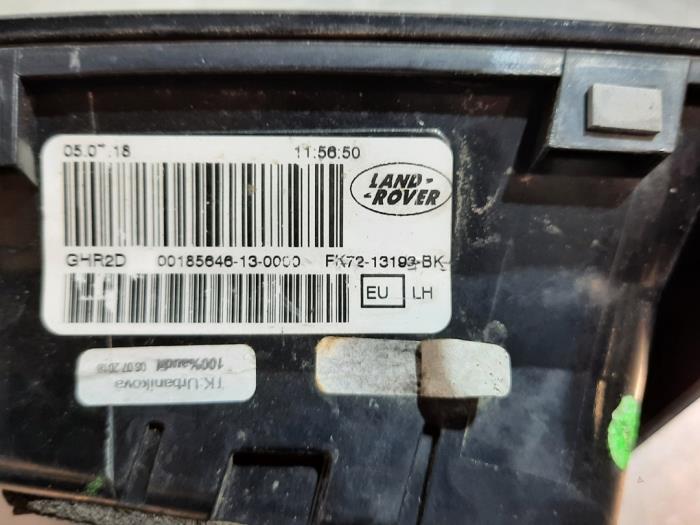 05.07.18 11:56:50
LAND-
-ROVER
GHR2D 00185646-13-0000 FK72-13193-BK
EU LH
TK.Urbanikova
100%audit 05.07.2018